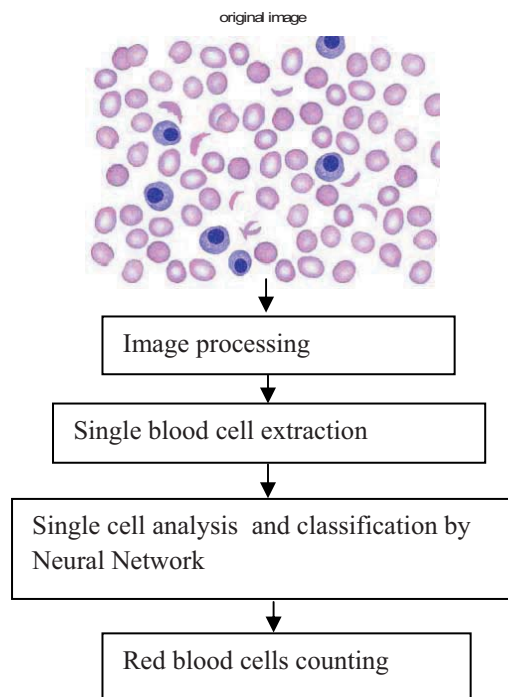 original image
Image processing
Single blood cell extraction
Single cell analysis and classification by
Neural Network
Red blood cells counting